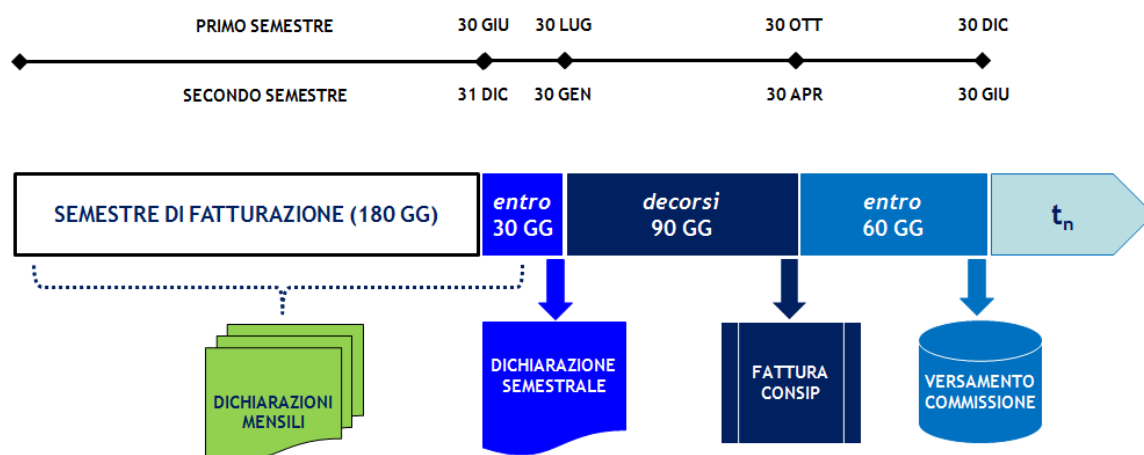 PRIMO SEMESTRE 30 GIU 30 LUG 30 OTT 30 DIC
SECONDO SEMESTRE 31 DIC 30 GEN 30 APR 30 GIU
SEMESTRE DI FATTURAZIONE (180 GG)
entro
30 GG
decorsi
90 GG
entro
60 GG
tn
DICHIARAZIONI
MENSILI
DICHIARAZIONE
SEMESTRALE
FATTURA
CONSIP
VERSAMENTO
COMMISSIONE